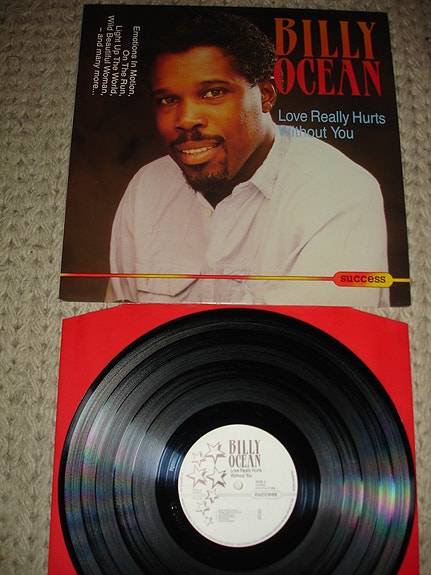 Emotions In Motion,
On The Run,
Light Up The World,
Wild Beautiful Woman,
– and many more...
BILLY
OCEAN
Love Really Hurts
Without You
success
BILLY
OCEAN
Love Really Hurts
Without You
success